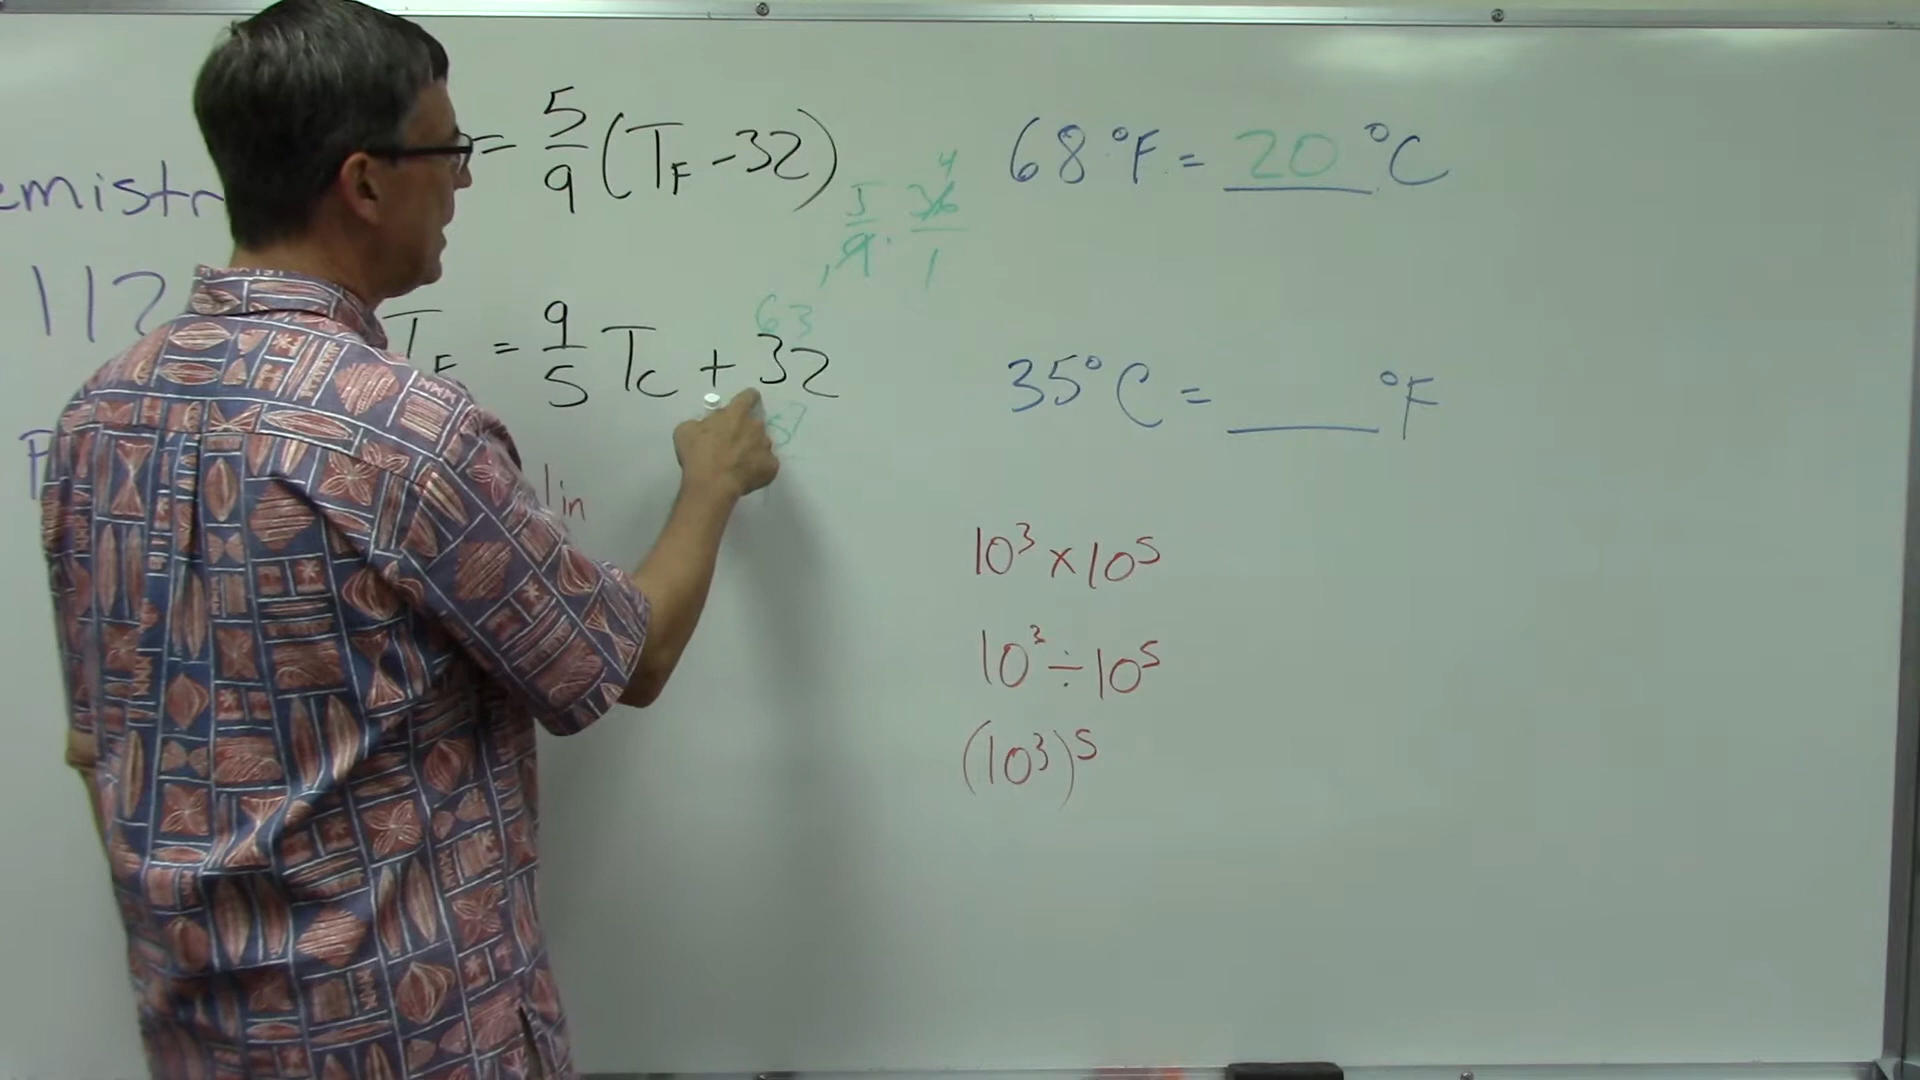 emistr
112
= 5/9 (T_F - 32)
5/9 · 36/1
4
T_F = 9/5 T_C + 32
63
lin
68 °F = 20 °C
35° C = ____ °F
10³ × 10⁵
10³ ÷ 10⁵
(10³)⁵